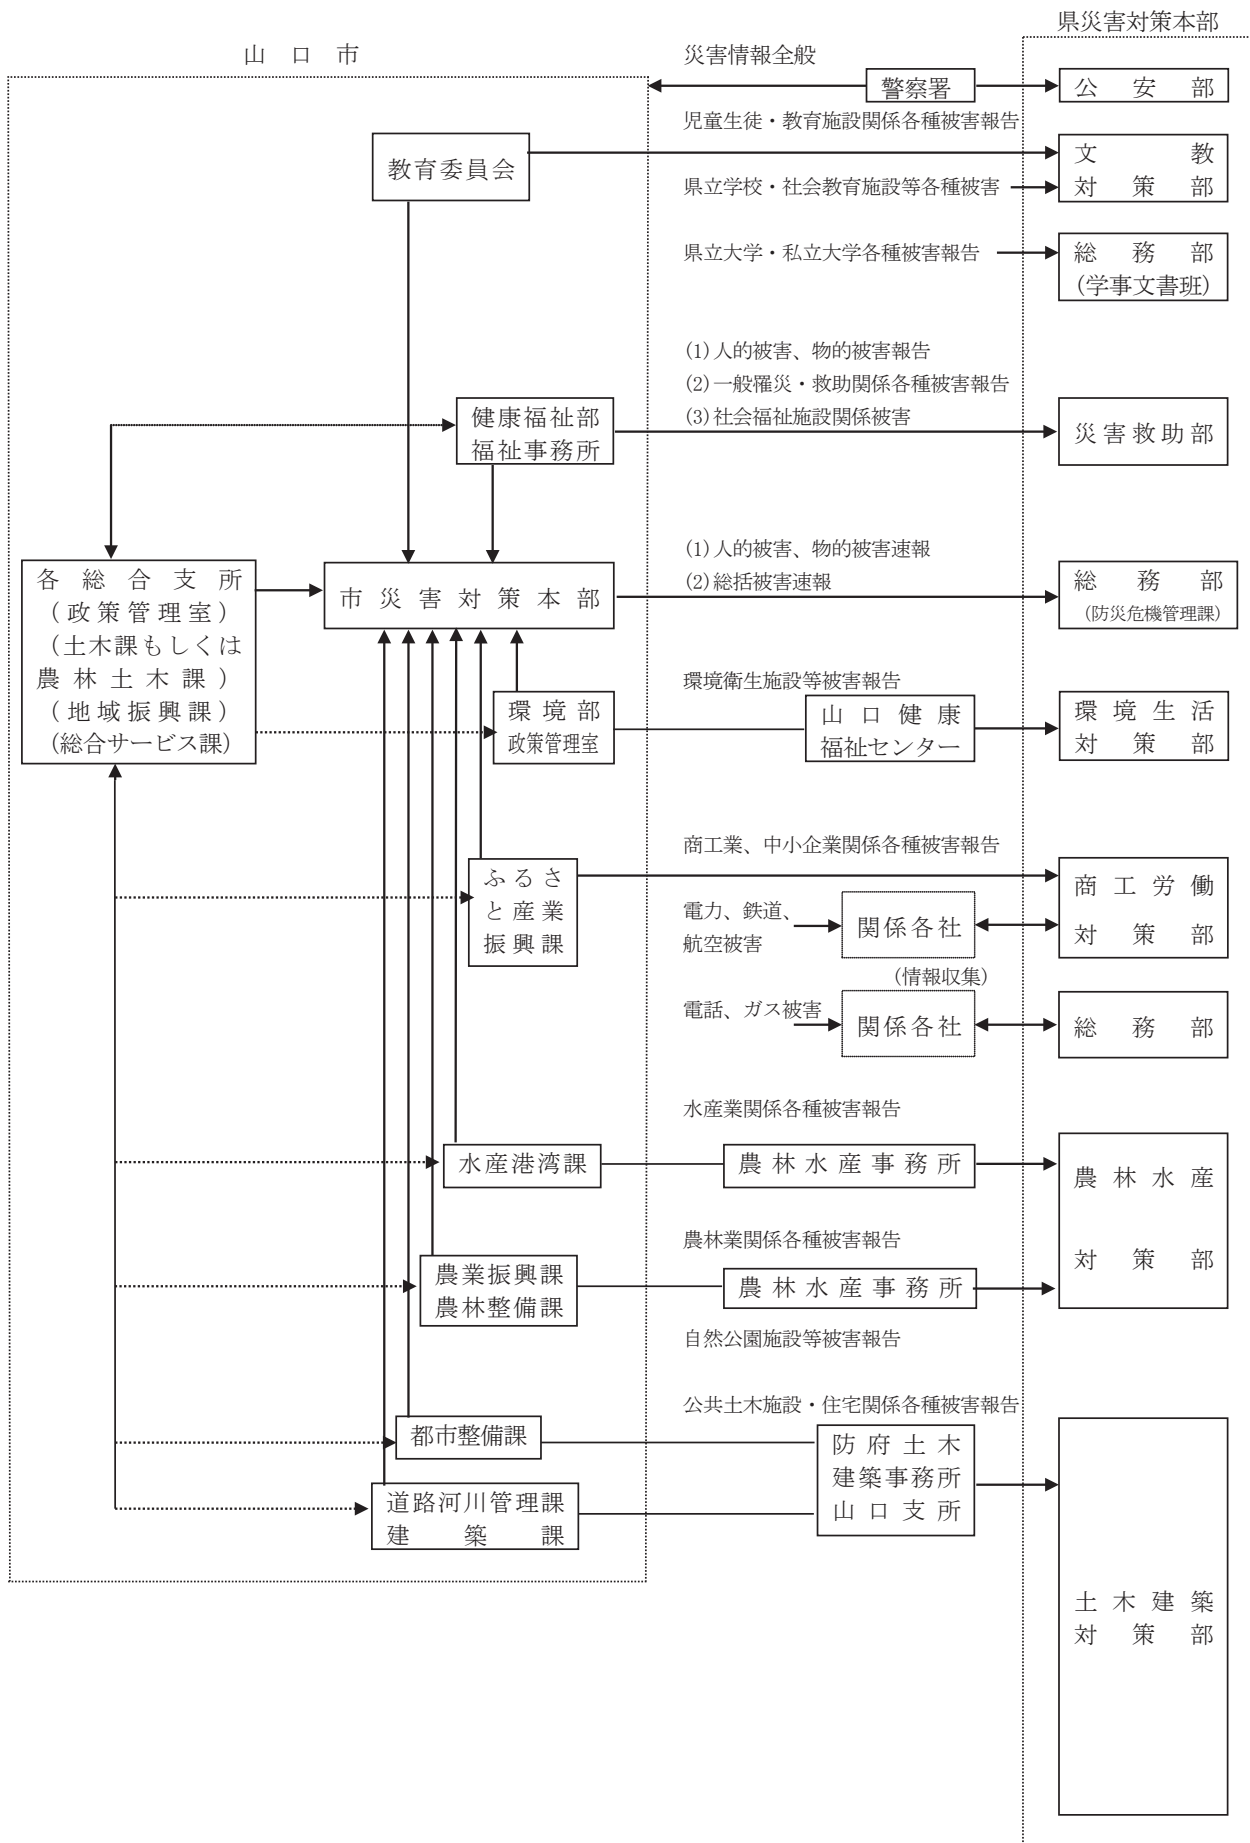 県災害対策本部
山口市
災害情報全般
警察署
公安部
児童生徒・教育施設関係各種被害報告
教育委員会
文教
対策部
県立学校・社会教育施設等各種被害
県立大学・私立大学各種被害報告
総務部
(学事文書班)
(1)人的被害、物的被害報告
(2)一般罹災・救助関係各種被害報告
(3)社会福祉施設関係被害
健康福祉部
福祉事務所
災害救助部
(1)人的被害、物的被害速報
(2)総括被害速報
各総合支所
(政策管理室)
(土木課もしくは
農林土木課)
(地域振興課)
(総合サービス課)
市災害対策本部
総務部
(防災危機管理課)
環境衛生施設等被害報告
環境部
政策管理室
山口健康
福祉センター
環境生活
対策部
商工業、中小企業関係各種被害報告
ふるさ
と産業
振興課
商工労働
対策部
電力、鉄道、
航空被害
関係各社
(情報収集)
電話、ガス被害
関係各社
総務部
水産業関係各種被害報告
水産港湾課
農林水産事務所
農林水産
対策部
農林業関係各種被害報告
農業振興課
農林整備課
農林水産事務所
自然公園施設等被害報告
公共土木施設・住宅関係各種被害報告
都市整備課
防府土木
建築事務所
山口支所
道路河川管理課
建築課
土木建築
対策部